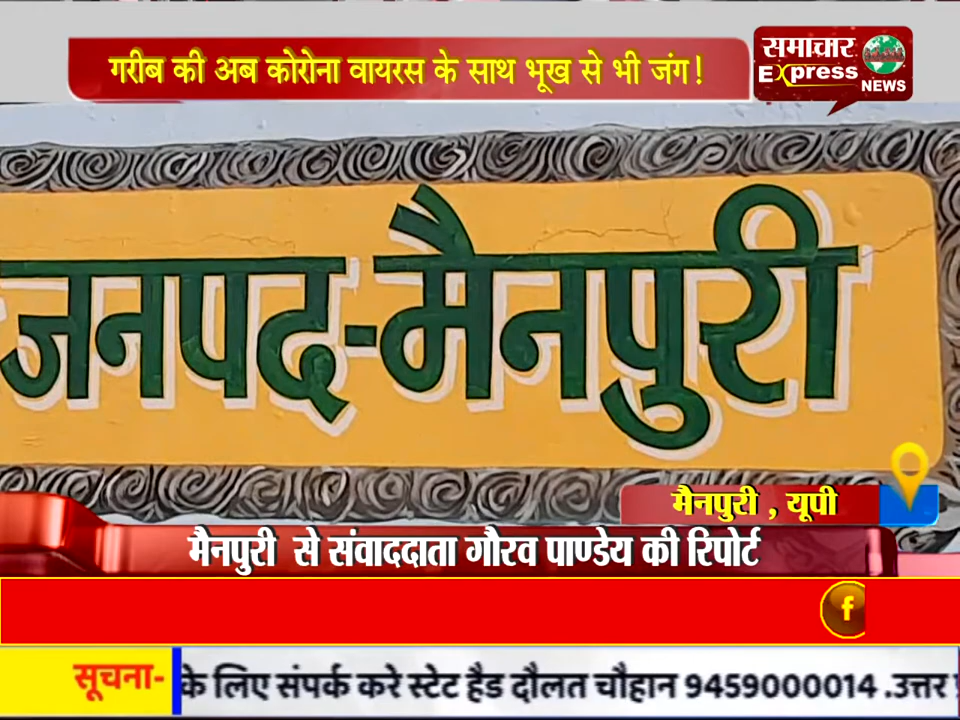 गरीब की अब कोरोना वायरस के साथ भूख से भी जंग!
समाचार
Express
NEWS
जनपद-मैनपुरी
मैनपुरी , यूपी
मैनपुरी से संवाददाता गौरव पाण्डेय की रिपोर्ट
f
सूचना- के लिए संपर्क करे स्टेट हैड दौलत चौहान 9459000014 .उत्तर